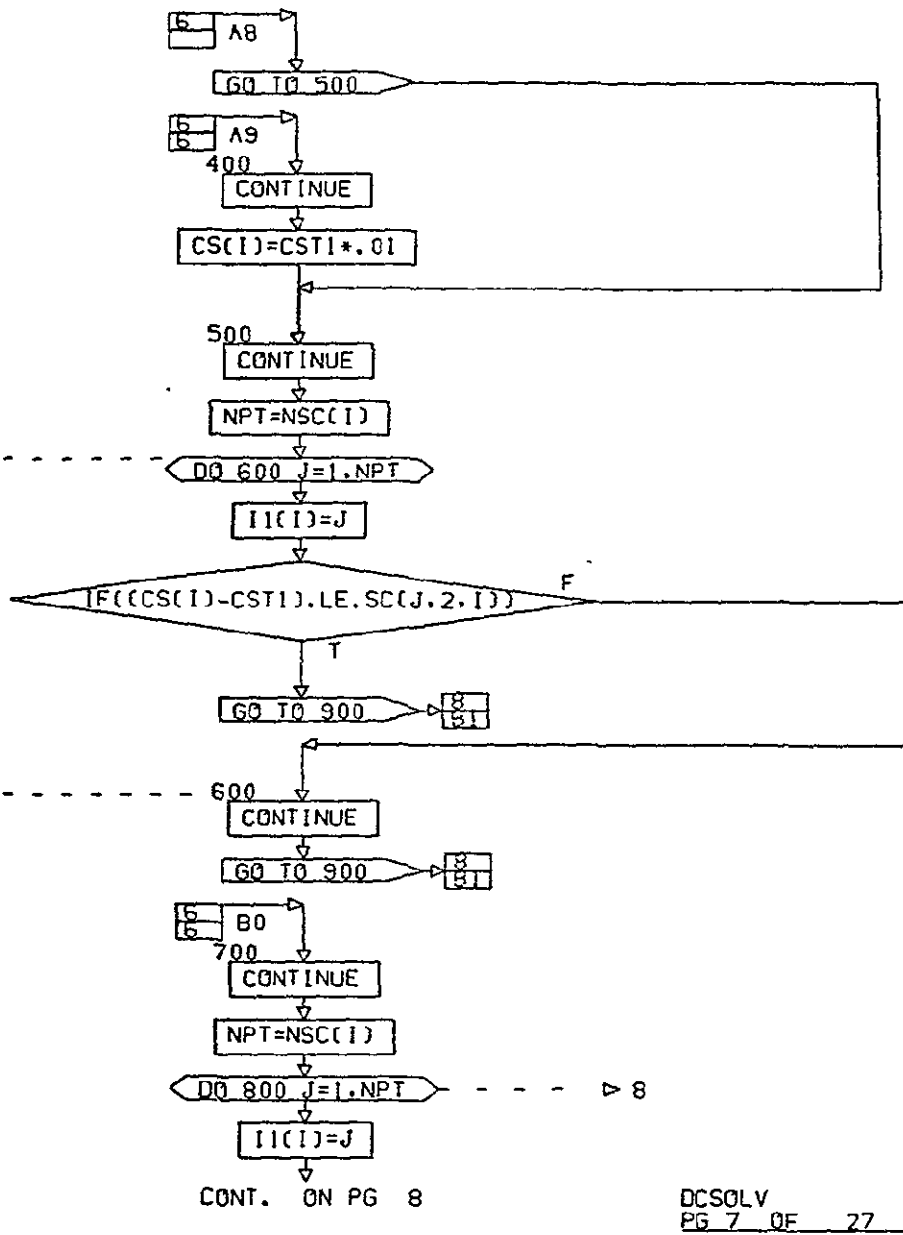 6 A8
GO TO 500
6
6 A9
400
CONTINUE
CS(I)=CST1*.01
500
CONTINUE
NPT=NSC(I)
DO 600 J=1,NPT
I1(I)=J
IF((CS(I)-CST1).LE.SC(J,2,I)) F
T
GO TO 900 8
B1
600
CONTINUE
GO TO 900 8
B1
6
6 B0
700
CONTINUE
NPT=NSC(I)
DO 800 J=1,NPT 8
I1(I)=J
CONT. ON PG 8
DCSOLV
PG 7 OF 27